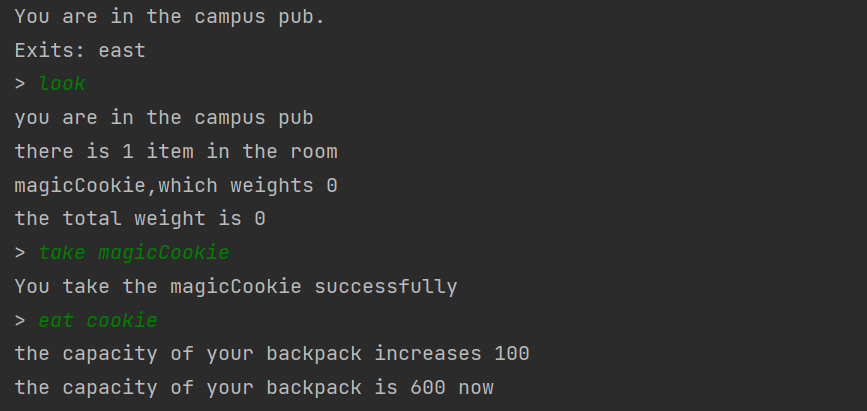 You are in the campus pub.
Exits: east
> look
you are in the campus pub
there is 1 item in the room
magicCookie,which weights 0
the total weight is 0
> take magicCookie
You take the magicCookie successfully
> eat cookie
the capacity of your backpack increases 100
the capacity of your backpack is 600 now